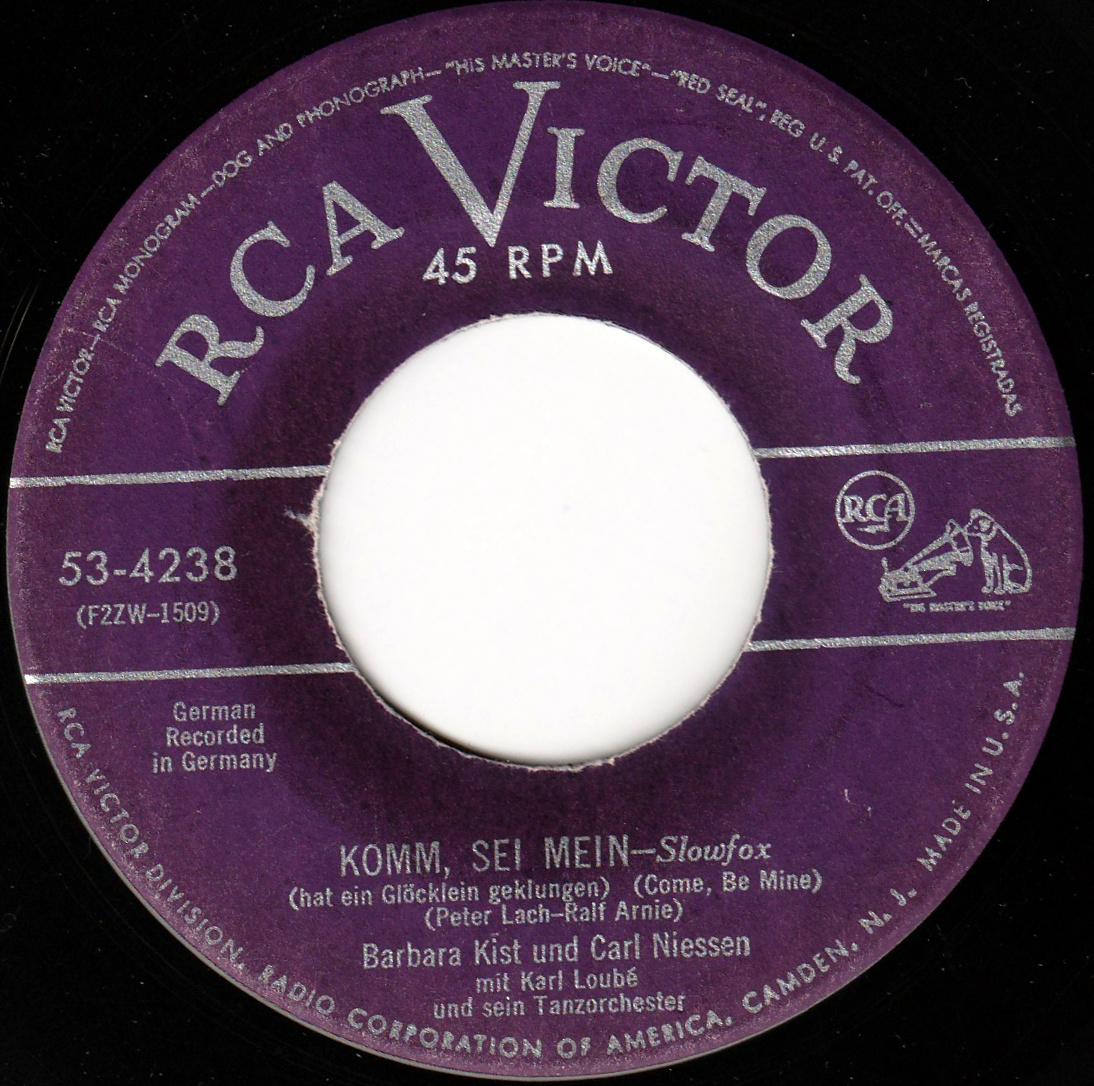 RCA VICTOR—RCA MONOGRAM—DOG AND PHONOGRAPH—"HIS MASTER'S VOICE"—"RED SEAL", REG U.S. PAT. OFF.—MARCAS REGISTRADAS
RCA VICTOR
45 RPM
RCA
"HIS MASTER'S VOICE"
53-4238
(F2ZW-1509)
German
Recorded
in Germany
KOMM, SEI MEIN—Slowfox
(hat ein Glöcklein geklungen) (Come, Be Mine)
(Peter Lach-Ralf Arnie)
Barbara Kist und Carl Niessen
mit Karl Loubé
und sein Tanzorchester
RCA VICTOR DIVISION, RADIO CORPORATION OF AMERICA, CAMDEN, N. J. MADE IN U. S. A.